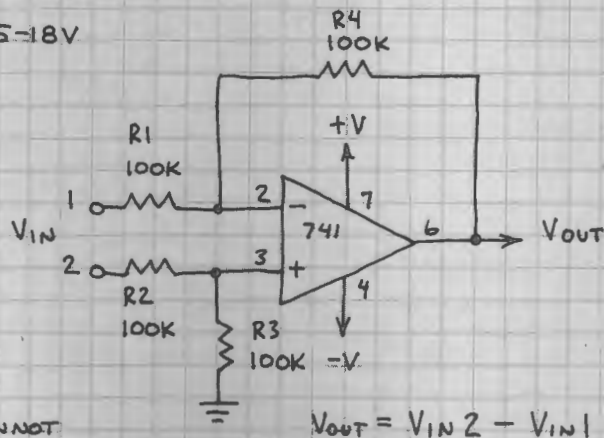 5-18V
R4
100K
+V
R1
100K
1
2
-
7
VIN
741
6
VOUT
2
3
+
4
R2
100K
R3
100K
-V
NNOT
VOUT = VIN 2 - VIN 1